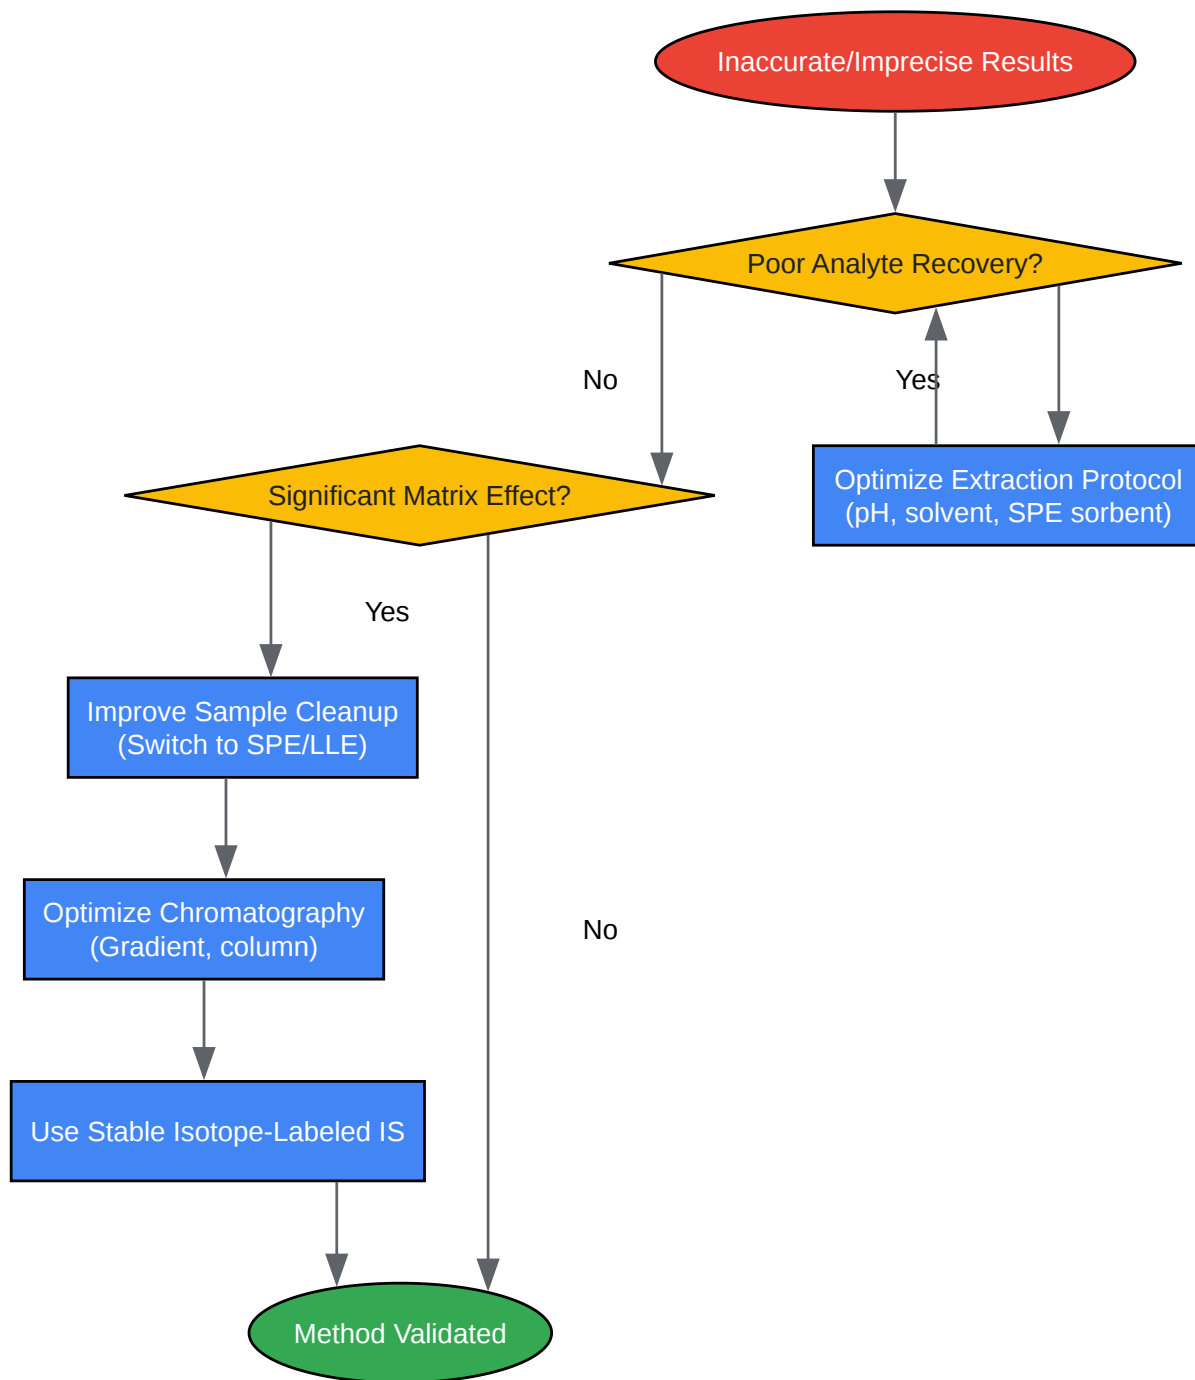 Inaccurate/Imprecise Results
Poor Analyte Recovery?
No
Yes
Optimize Extraction Protocol
(pH, solvent, SPE sorbent)
Significant Matrix Effect?
Yes
Improve Sample Cleanup
(Switch to SPE/LLE)
Optimize Chromatography
(Gradient, column)
No
Use Stable Isotope-Labeled IS
Method Validated